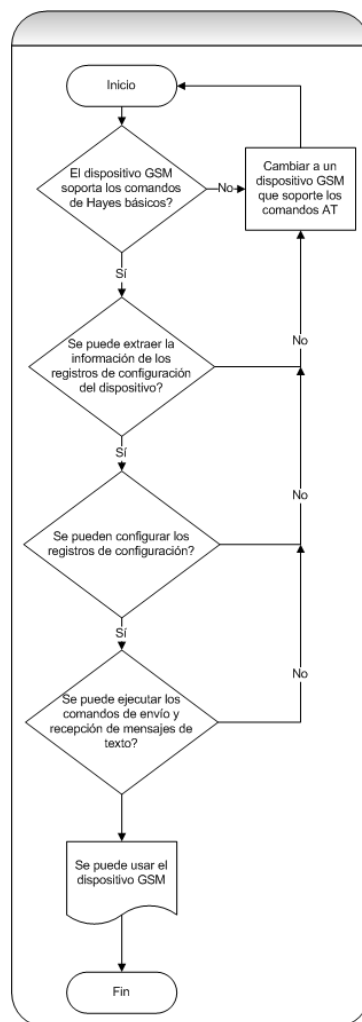 Inicio
El dispositivo GSM
soporta los comandos
de Hayes básicos?
No
Cambiar a un
dispositivo GSM
que soporte los
comandos AT
Sí
Se puede extraer la
información de los
registros de configuración
del dispositivo?
No
Sí
Se pueden configurar los
registros de configuración?
No
Sí
Se puede ejecutar los
comandos de envío y
recepción de mensajes de
texto?
No
Se puede usar el
dispositivo GSM
Fin